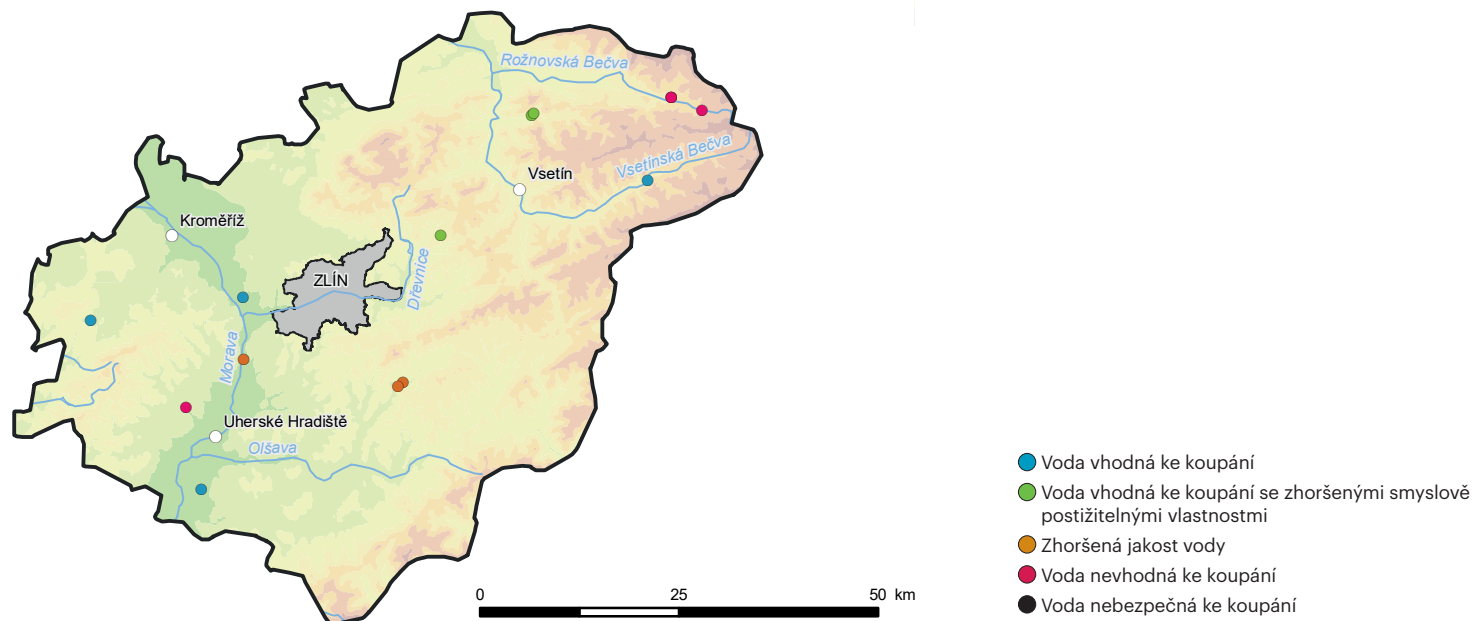 Rožnovská Bečva
Vsetínská Bečva
Vsetín
Kroměříž
ZLÍN
Dřevnice
Morava
Uherské Hradiště
Olšava
0 25 50 km
Voda vhodná ke koupání
Voda vhodná ke koupání se zhoršenými smyslově
postižitelnými vlastnostmi
Zhoršená jakost vody
Voda nevhodná ke koupání
Voda nebezpečná ke koupání